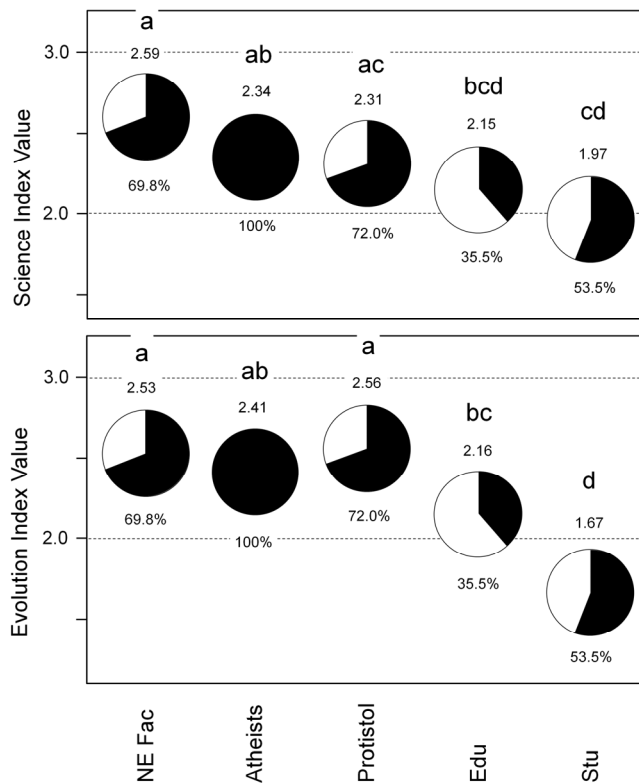 a
ab
ac
bcd
cd
3.0
2.59
2.34
2.31
2.15
1.97
Science Index Value
2.0
69.8%
100%
72.0%
35.5%
53.5%
a
ab
a
bc
d
3.0
2.53
2.41
2.56
2.16
1.67
Evolution Index Value
2.0
69.8%
100%
72.0%
35.5%
53.5%
NE Fac
Atheists
Protistol
Edu
Stu